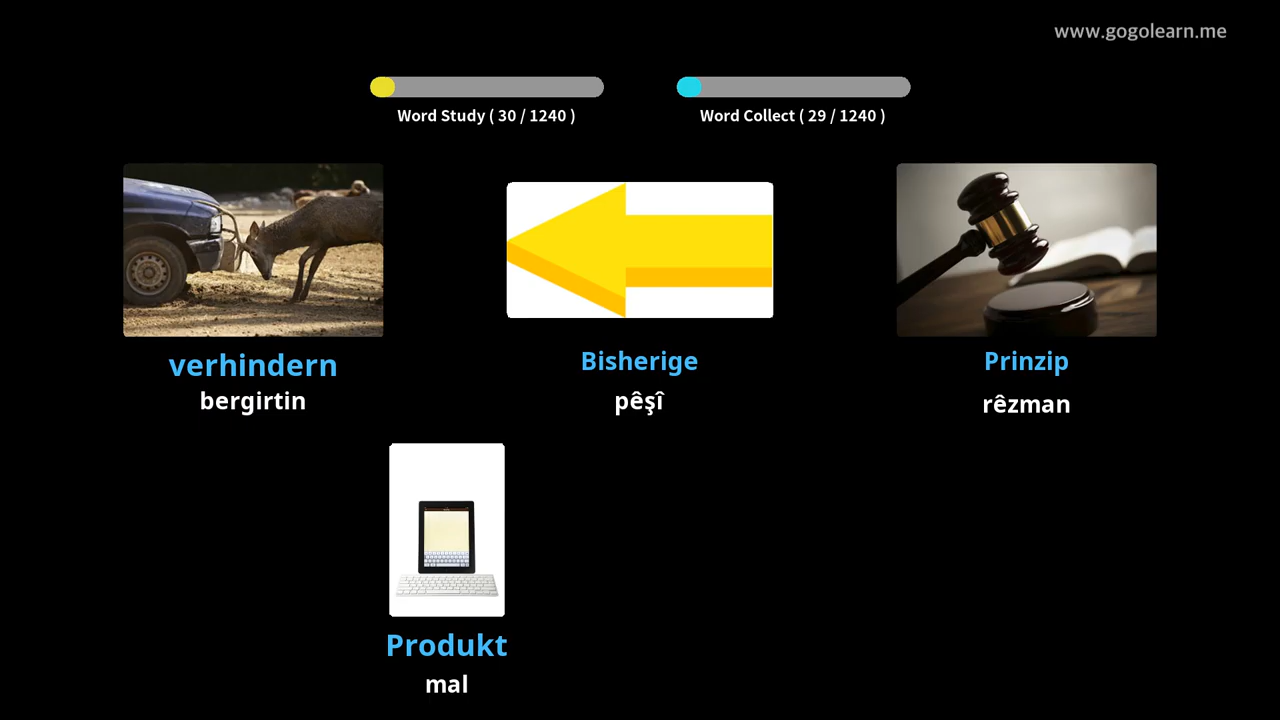 www.gogolearn.me
Word Study ( 30 / 1240 )
Word Collect ( 29 / 1240 )
verhindern
bergirtin
Bisherige
pêşî
Prinzip
rêzman
Produkt
mal